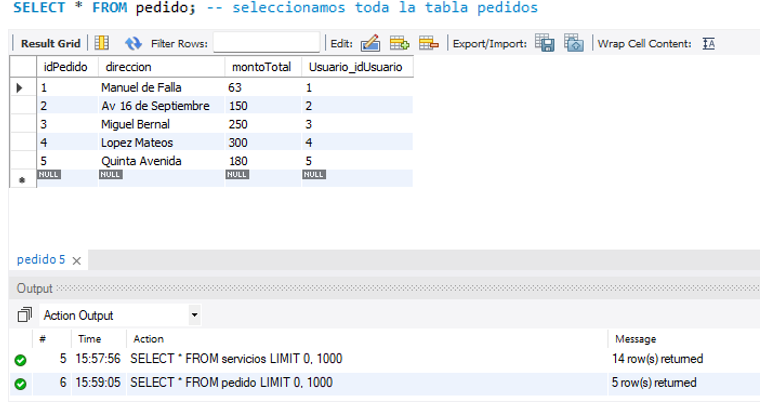 SELECT * FROM pedido; -- seleccionamos toda la tabla pedidos
Result Grid Filter Rows: Edit: Export/Import: Wrap Cell Content: IA
idPedido direccion montoTotal Usuario_idUsuario
1 Manuel de Falla 63 1
2 Av 16 de Septiembre 150 2
3 Miguel Bernal 250 3
4 Lopez Mateos 300 4
5 Quinta Avenida 180 5
NULL NULL NULL NULL
pedido 5
Output
Action Output
# Time Action Message
5 15:57:56 SELECT * FROM servicios LIMIT 0, 1000 14 row(s) returned
6 15:59:05 SELECT * FROM pedido LIMIT 0, 1000 5 row(s) returned